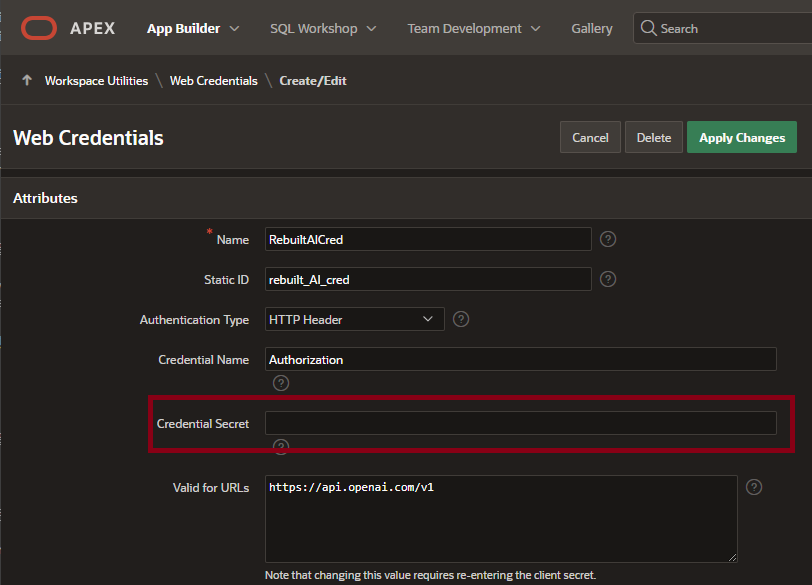 APEX App Builder SQL Workshop Team Development Gallery Search
Workspace Utilities \ Web Credentials \ Create/Edit
Web Credentials Cancel Delete Apply Changes
Attributes
* Name RebuiltAICred ?
Static ID rebuilt_AI_cred ?
Authentication Type HTTP Header ?
Credential Name Authorization
?
Credential Secret
?
Valid for URLs https://api.openai.com/v1 ?
Note that changing this value requires re-entering the client secret.